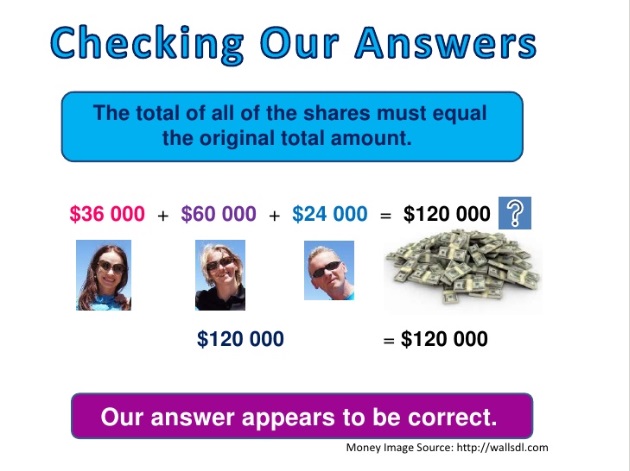 Checking Our Answers
The total of all of the shares must equal
the original total amount.
$36 000 + $60 000 + $24 000 = $120 000 ?
$120 000 = $120 000
Our answer appears to be correct.
Money Image Source: http://wallsdl.com